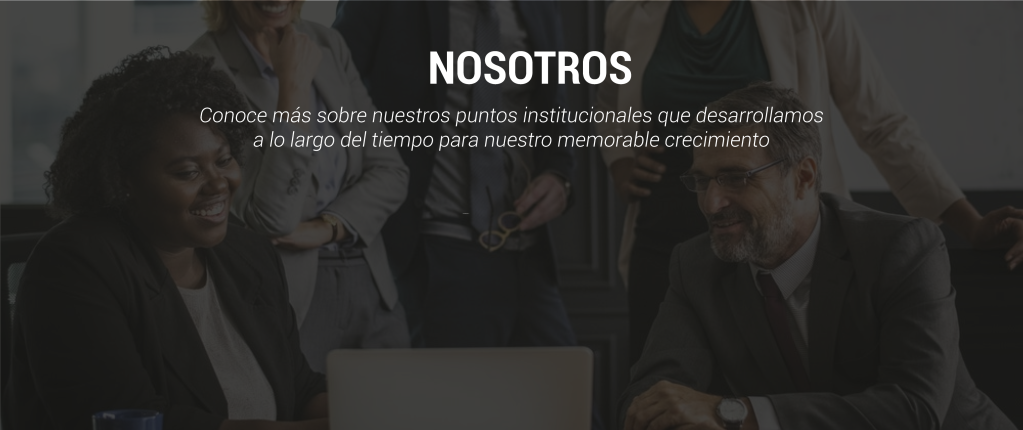 NOSOTROS
Conoce más sobre nuestros puntos institucionales que desarrollamos
a lo largo del tiempo para nuestro memorable crecimiento